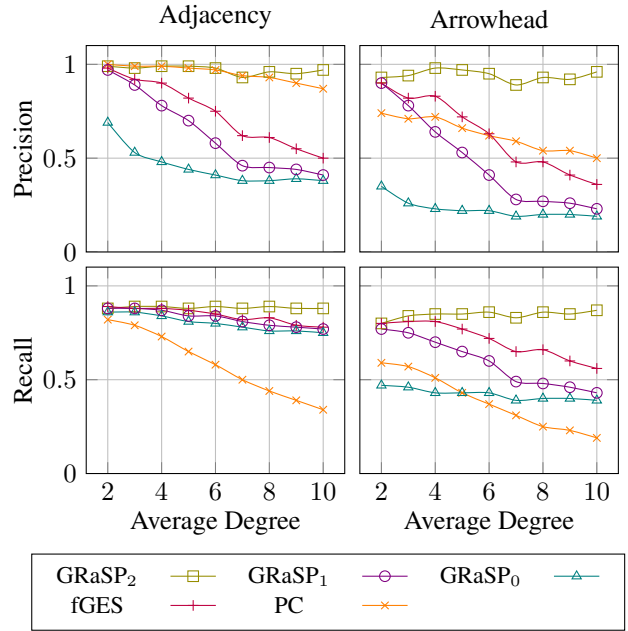 Adjacency Arrowhead
1
0.5
0
Precision
1
0.5
0
Recall
2 4 6 8 10 2 4 6 8 10
Average Degree Average Degree
GRaSP₂ GRaSP₁ GRaSP₀
fGES PC